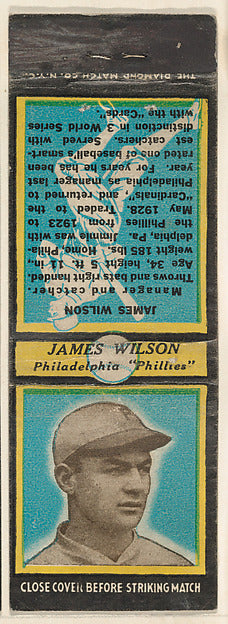 THE DIAMOND MATCH CO. N.Y.C.
JAMES WILSON
Manager and catcher.
Throws and bats right handed.
Age 34, height 5 ft. 11 in.,
weight 185 lbs. Home, Phila-
delphia, Pa. Jimmie was with
the Phillies from 1923 to
May 1928. Traded to the
"Cardinals", and returned to
Philadelphia as manager last
year. For years he has been
rated one of baseball's smart-
est catchers. Served with
distinction in 3 World Series
with the "Cards".
JAMES WILSON
Philadelphia "Phillies"
CLOSE COVER BEFORE STRIKING MATCH